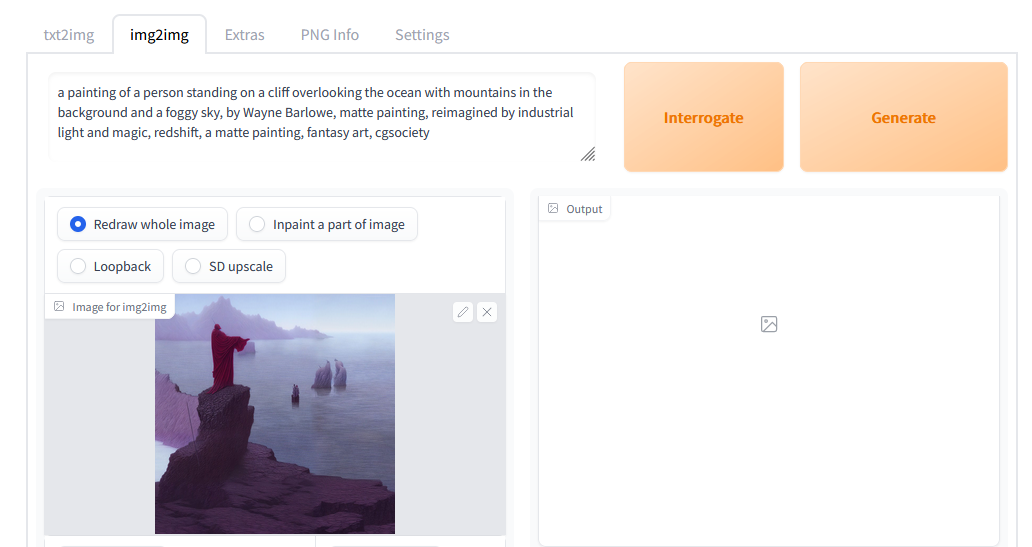 txt2img
img2img
Extras
PNG Info
Settings
a painting of a person standing on a cliff overlooking the ocean with mountains in the
background and a foggy sky, by Wayne Barlowe, matte painting, reimagined by industrial
light and magic, redshift, a matte painting, fantasy art, cgsociety
Interrogate
Generate
Redraw whole image
Inpaint a part of image
Loopback
SD upscale
Image for img2img
Output